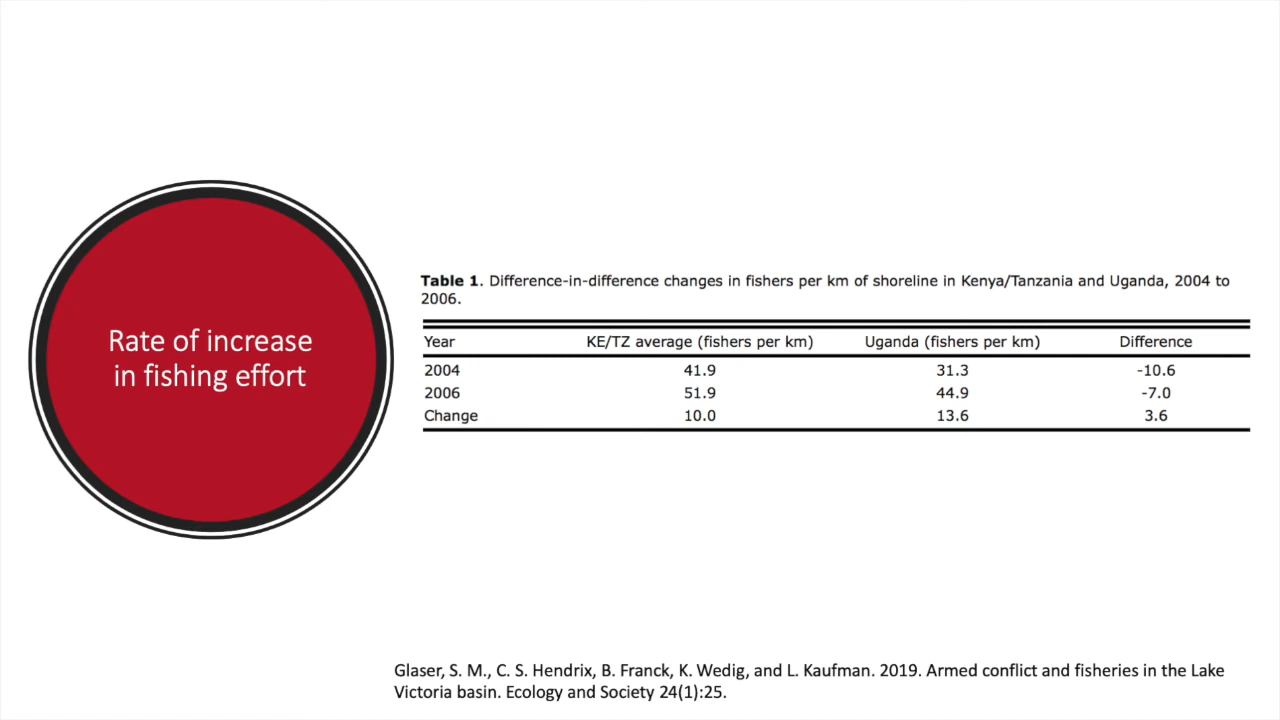 Rate of increase
in fishing effort
Table 1. Difference-in-difference changes in fishers per km of shoreline in Kenya/Tanzania and Uganda, 2004 to
2006.
Year KE/TZ average (fishers per km) Uganda (fishers per km) Difference
2004 41.9 31.3 -10.6
2006 51.9 44.9 -7.0
Change 10.0 13.6 3.6
Glaser, S. M., C. S. Hendrix, B. Franck, K. Wedig, and L. Kaufman. 2019. Armed conflict and fisheries in the Lake
Victoria basin. Ecology and Society 24(1):25.